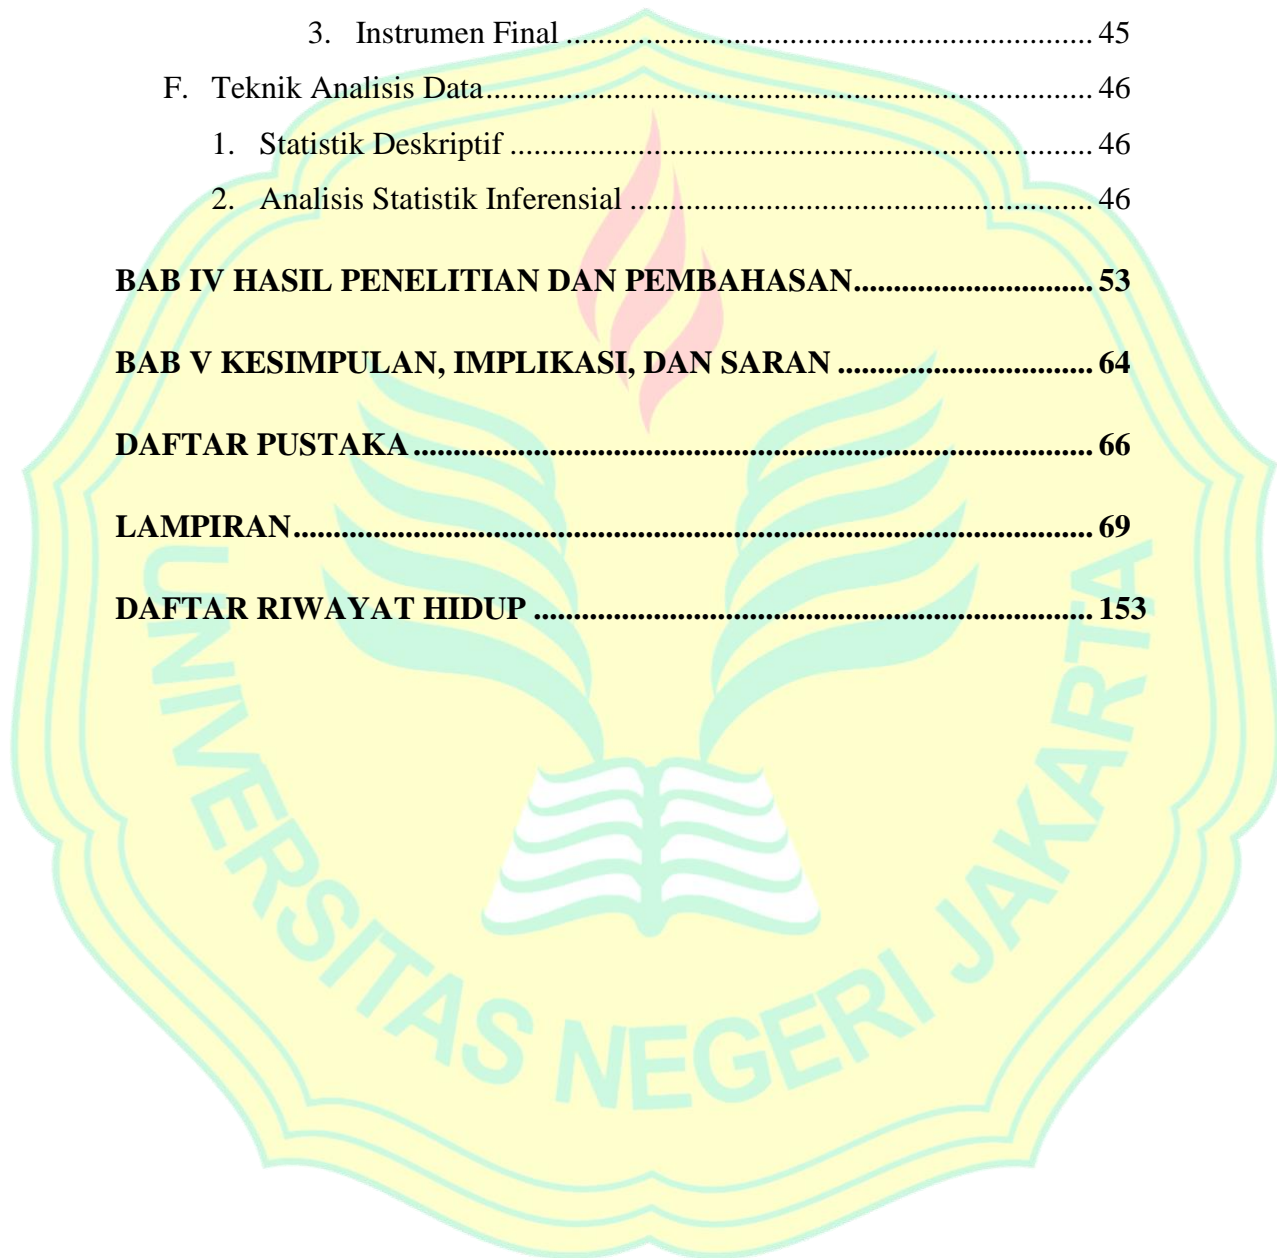 3. Instrumen Final .................................................................. 45
F. Teknik Analisis Data............................................................................ 46
1. Statistik Deskriptif ......................................................................... 46
2. Analisis Statistik Inferensial .......................................................... 46
BAB IV HASIL PENELITIAN DAN PEMBAHASAN.............................. 53
BAB V KESIMPULAN, IMPLIKASI, DAN SARAN ................................ 64
DAFTAR PUSTAKA ...................................................................................... 66
LAMPIRAN..................................................................................................... 69
DAFTAR RIWAYAT HIDUP ....................................................................... 153
UNIVERSITAS NEGERI JAKARTA